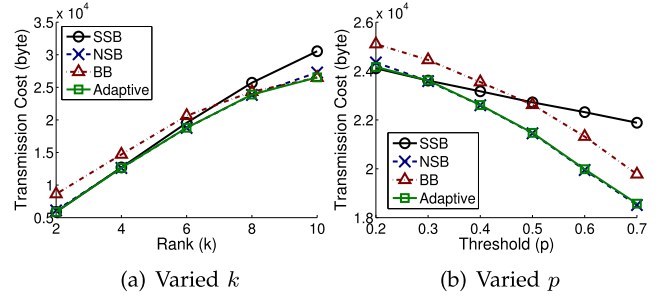 x 10^4
3.5
3
2.5
2
1.5
1
0.5
Transmission Cost (byte)
SSB
NSB
BB
Adaptive
2 4 6 8 10
Rank (k)
(a) Varied k
x 10^4
2.6
2.4
2.2
2
1.8
Transmission Cost (byte)
SSB
NSB
BB
Adaptive
0.2 0.3 0.4 0.5 0.6 0.7
Threshold (p)
(b) Varied p